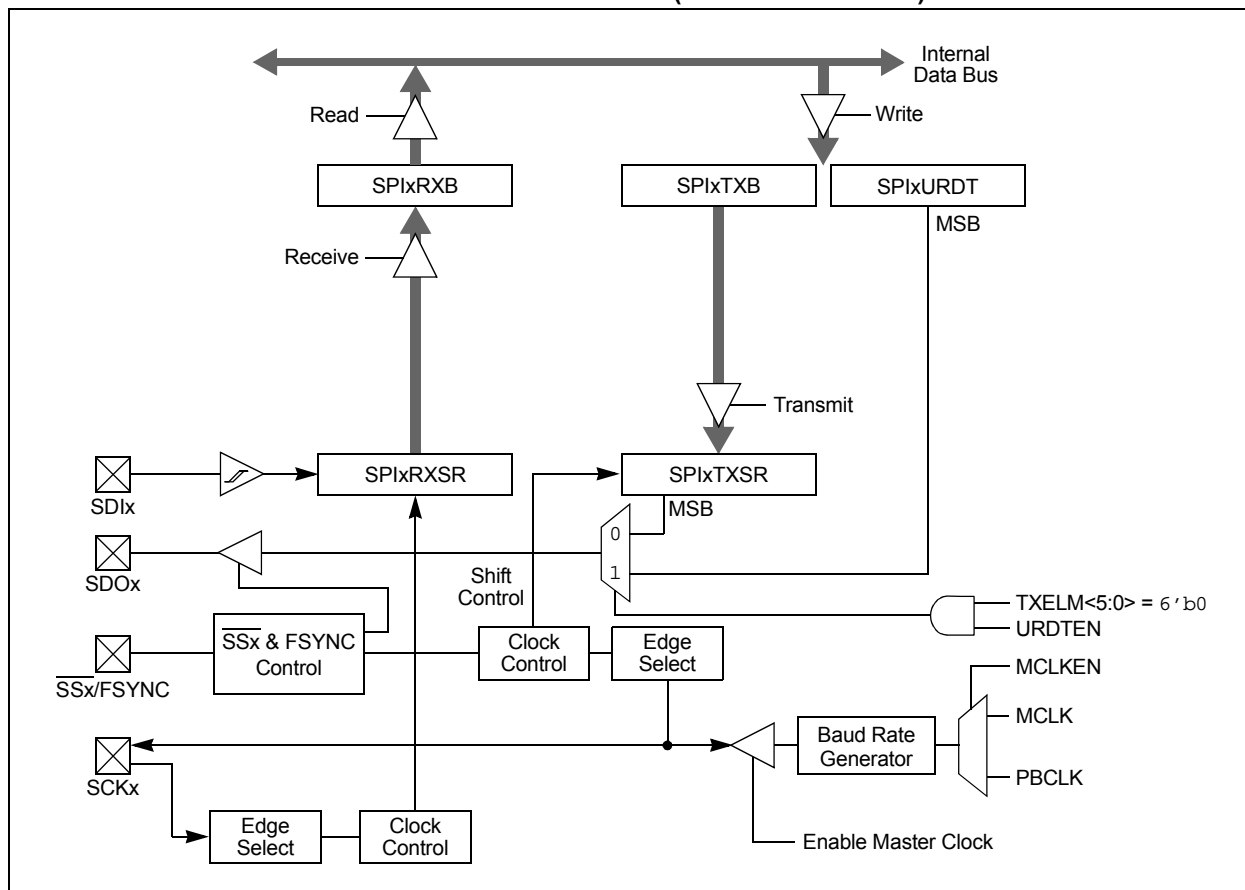 Internal
Data Bus
Read
Write
SPIxRXB
SPIxTXB
SPIxURDT
MSB
Receive
Transmit
SPIxRXSR
SPIxTXSR
SDIx
MSB
0
SDOx
1
Shift
Control
TXELM<5:0> = 6'b0
URDTEN
SSx & FSYNC
Control
Clock
Control
Edge
Select
SSx/FSYNC
MCLKEN
MCLK
Baud Rate
Generator
PBCLK
SCKx
Edge
Select
Clock
Control
Enable Master Clock